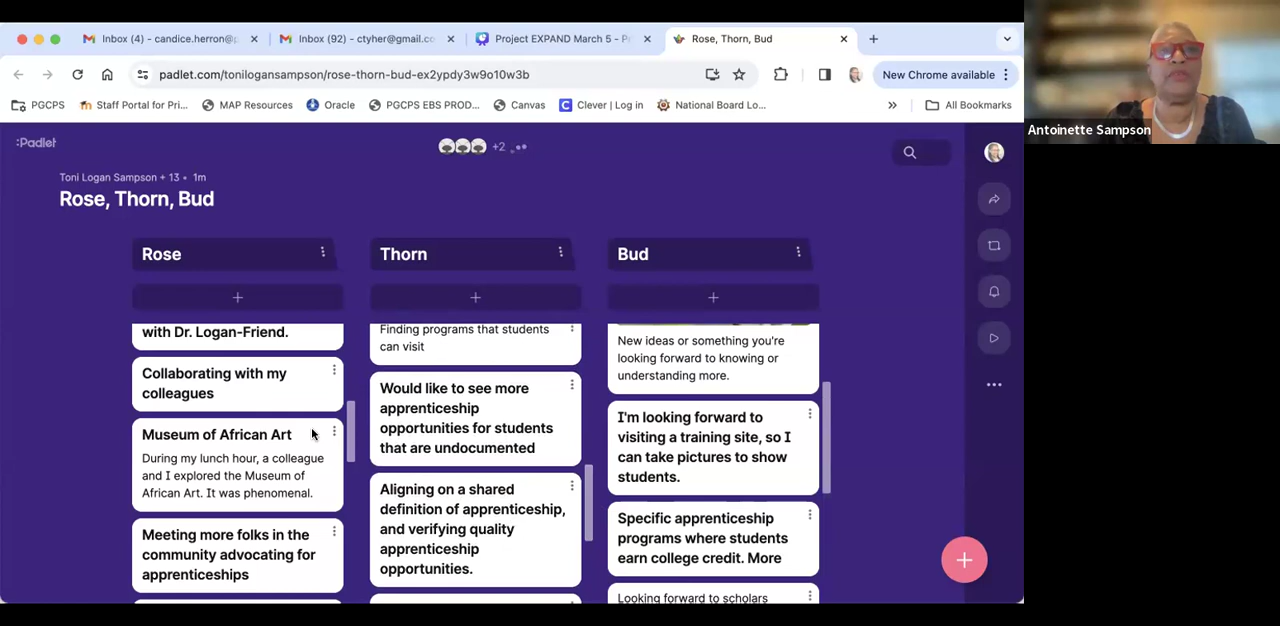 Inbox (4) - candice.herron@p
Inbox (92) - ctyher@gmail.co
Project EXPAND March 5 - P
Rose, Thorn, Bud
padlet.com/tonilogansampson/rose-thorn-bud-ex2ypdy3w9o10w3b
New Chrome available
PGCPS
Staff Portal for Pri...
MAP Resources
Oracle
PGCPS EBS PROD...
Canvas
Clever | Log in
National Board Lo...
»
All Bookmarks
:Padlet
+2
Toni Logan Sampson + 13 • 1m
Rose, Thorn, Bud
Rose
with Dr. Logan-Friend.
Collaborating with my
colleagues
Museum of African Art
During my lunch hour, a colleague
and I explored the Museum of
African Art. It was phenomenal.
Meeting more folks in the
community advocating for
apprenticeships
Thorn
Finding programs that students
can visit
Would like to see more
apprenticeship
opportunities for students
that are undocumented
Aligning on a shared
definition of apprenticeship,
and verifying quality
apprenticeship
opportunities.
Bud
New ideas or something you're
looking forward to knowing or
understanding more.
I'm looking forward to
visiting a training site, so I
can take pictures to show
students.
Specific apprenticeship
programs where students
earn college credit. More
Looking forward to scholars
Antoinette Sampson